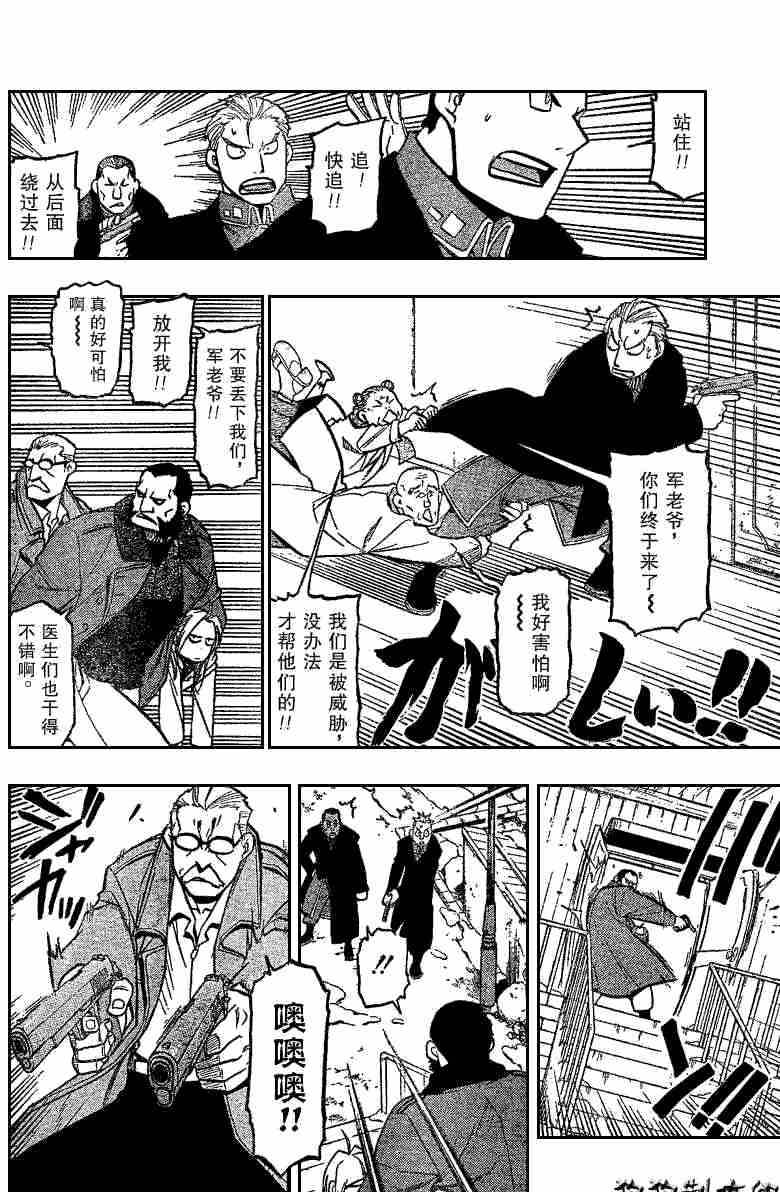 站住!!
追!
快追!!
从后面
绕过去!!
军老爷,
你们终于
来了~
我好害怕
啊~
我们是被威胁,
没办法
才帮他们的!!
がしぃ!!
不要丢下我们,
军老爷!!
放开我!!
真的好可怕
啊~
医生们也干得
不错啊。
!!
噢噢噢!!